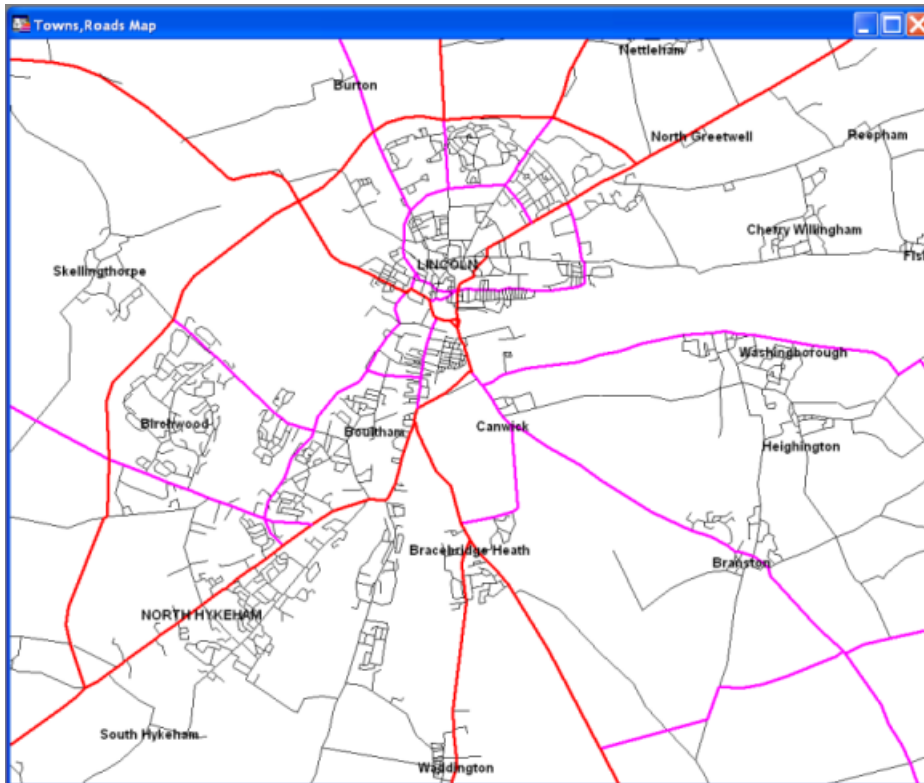 Towns,Roads Map
Nettleham
Burton
North Greetwell
Reepham
Cherry Willingham
LINCOLN
Fis
Skellingthorpe
Washingborough
Birchwood
Boultham
Canwick
Heighington
Bracebridge Heath
Branston
NORTH HYKEHAM
South Hykeham
Waddington